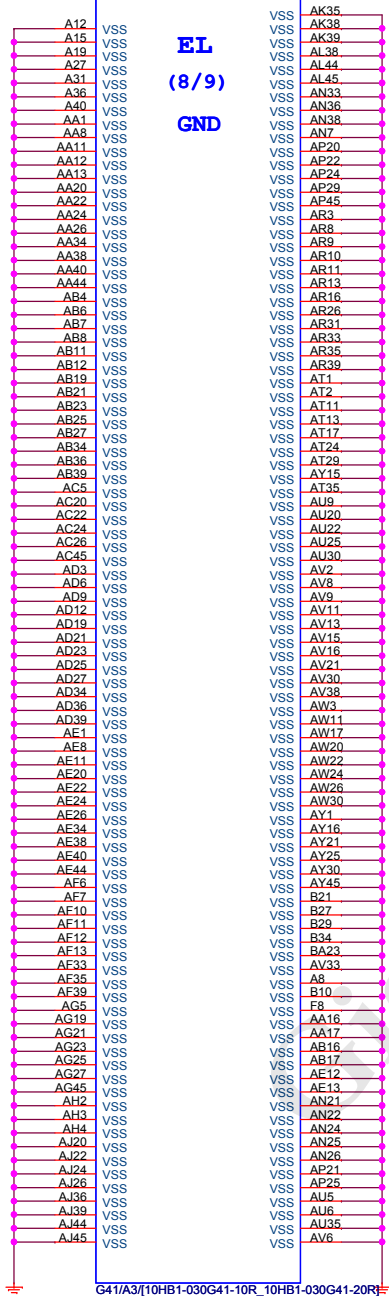 A12 VSS
A15 VSS
A19 VSS
A27 VSS
A31 VSS
A36 VSS
A40 VSS
AA1 VSS
AA8 VSS
AA11 VSS
AA12 VSS
AA13 VSS
AA20 VSS
AA22 VSS
AA24 VSS
AA26 VSS
AA34 VSS
AA38 VSS
AA40 VSS
AA44 VSS
AB4 VSS
AB6 VSS
AB7 VSS
AB8 VSS
AB11 VSS
AB12 VSS
AB19 VSS
AB21 VSS
AB23 VSS
AB25 VSS
AB27 VSS
AB34 VSS
AB36 VSS
AB39 VSS
AC5 VSS
AC20 VSS
AC22 VSS
AC24 VSS
AC26 VSS
AC45 VSS
AD3 VSS
AD6 VSS
AD9 VSS
AD12 VSS
AD19 VSS
AD21 VSS
AD23 VSS
AD25 VSS
AD27 VSS
AD34 VSS
AD36 VSS
AD39 VSS
AE1 VSS
AE8 VSS
AE11 VSS
AE20 VSS
AE22 VSS
AE24 VSS
AE26 VSS
AE34 VSS
AE38 VSS
AE40 VSS
AE44 VSS
AF6 VSS
AF7 VSS
AF10 VSS
AF11 VSS
AF12 VSS
AF13 VSS
AF33 VSS
AF35 VSS
AF39 VSS
AG5 VSS
AG19 VSS
AG21 VSS
AG23 VSS
AG25 VSS
AG27 VSS
AG45 VSS
AH2 VSS
AH3 VSS
AH4 VSS
AJ20 VSS
AJ22 VSS
AJ24 VSS
AJ26 VSS
AJ36 VSS
AJ39 VSS
AJ44 VSS
AJ45 VSS
EL
(8/9)
GND
VSS AK35
VSS AK38
VSS AK39
VSS AL38
VSS AL44
VSS AL45
VSS AN33
VSS AN36
VSS AN38
VSS AN7
VSS AP20
VSS AP22
VSS AP24
VSS AP29
VSS AP45
VSS AR3
VSS AR8
VSS AR9
VSS AR10
VSS AR11
VSS AR13
VSS AR16
VSS AR26
VSS AR31
VSS AR33
VSS AR35
VSS AR39
VSS AT1
VSS AT2
VSS AT11
VSS AT13
VSS AT17
VSS AT24
VSS AT29
VSS AY15
VSS AT35
VSS AU9
VSS AU20
VSS AU22
VSS AU25
VSS AU30
VSS AV2
VSS AV8
VSS AV9
VSS AV11
VSS AV13
VSS AV15
VSS AV16
VSS AV21
VSS AV30
VSS AV38
VSS AW3
VSS AW11
VSS AW17
VSS AW20
VSS AW22
VSS AW24
VSS AW26
VSS AW30
VSS AY1
VSS AY16
VSS AY21
VSS AY25
VSS AY30
VSS AY45
VSS B21
VSS B27
VSS B29
VSS B34
VSS BA23
VSS AV33
VSS A8
VSS B10
VSS F8
VSS AA16
VSS AA17
VSS AB16
VSS AB17
VSS AE12
VSS AE13
VSS AN21
VSS AN22
VSS AN24
VSS AN25
VSS AN26
VSS AP21
VSS AP25
VSS AU5
VSS AU6
VSS AU35
VSS AV6
G41/A3/[10HB1-030G41-10R_10HB1-030G41-20R]